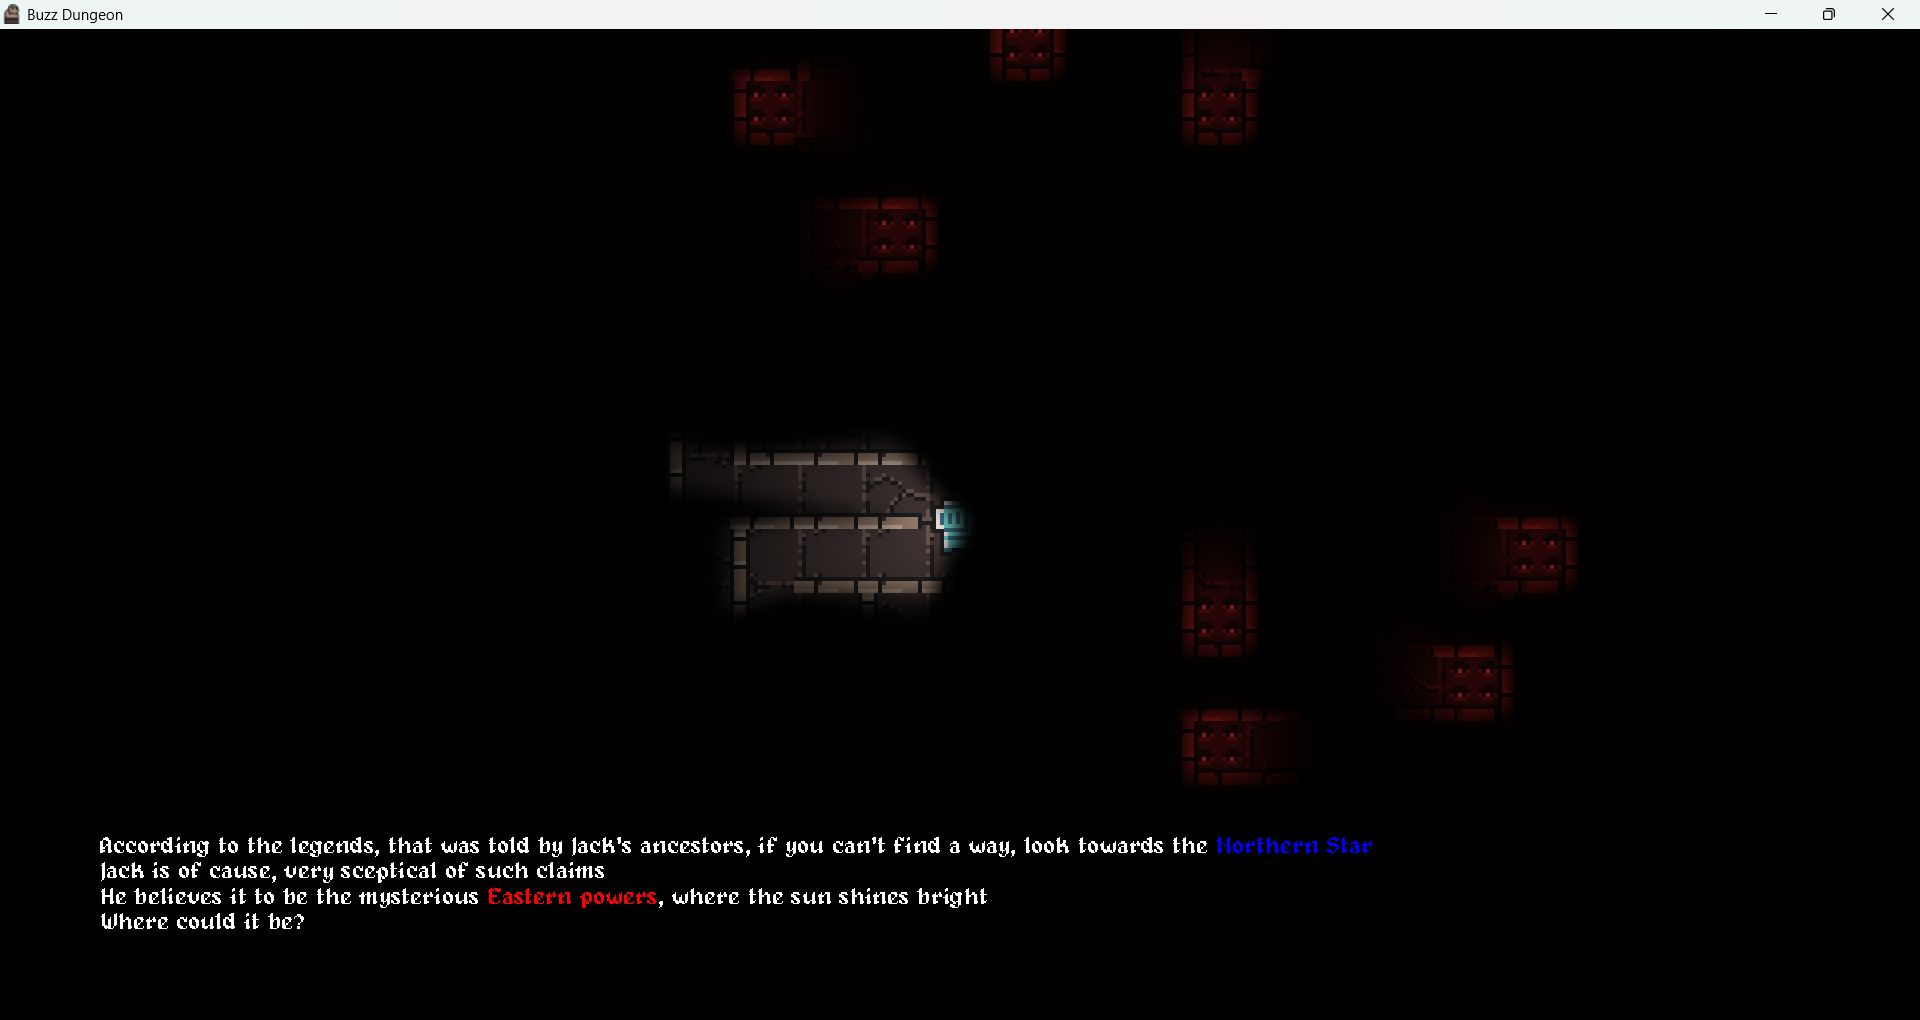 Buzz Dungeon
According to the legends, that was told by Jack's ancestors, if you can't find a way, look towards the Northern Star
Jack is of cause, very sceptical of such claims
He believes it to be the mysterious Eastern powers, where the sun shines bright
Where could it be?